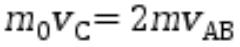 m₀v_C = 2mv_AB